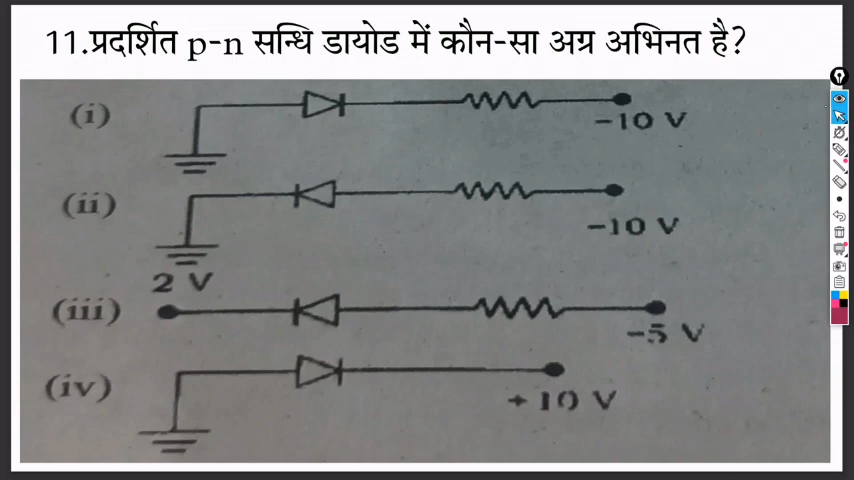 11.प्रदर्शित p-n सन्धि डायोड में कौन-सा अग्र अभिनत है?
(i)
-10 V
(ii)
-10 V
2 V
(iii)
-5 V
(iv)
+10 V